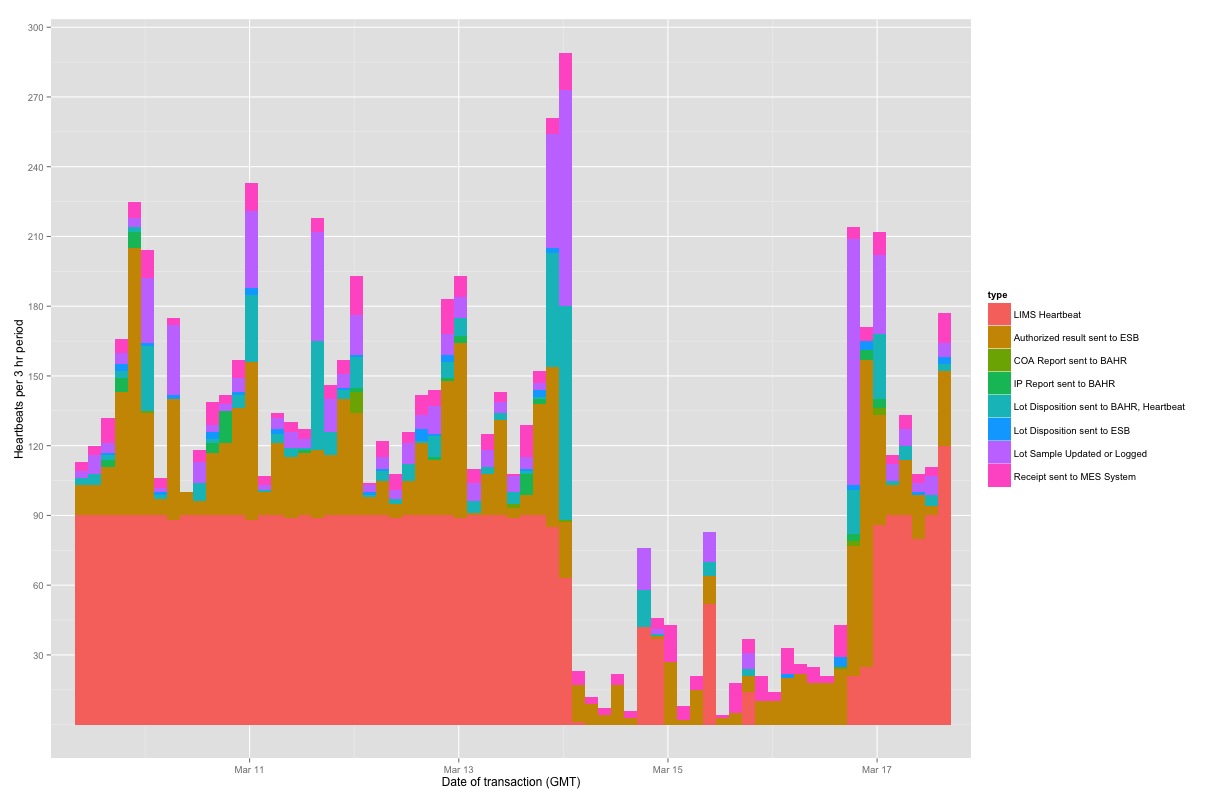 300
270
240
210
180
150
120
90
60
30
Heartbeats per 3 hr period
Mar 11
Mar 13
Mar 15
Mar 17
Date of transaction (GMT)
type
LIMS Heartbeat
Authorized result sent to ESB
COA Report sent to BAHR
IP Report sent to BAHR
Lot Disposition sent to BAHR, Heartbeat
Lot Disposition sent to ESB
Lot Sample Updated or Logged
Receipt sent to MES System